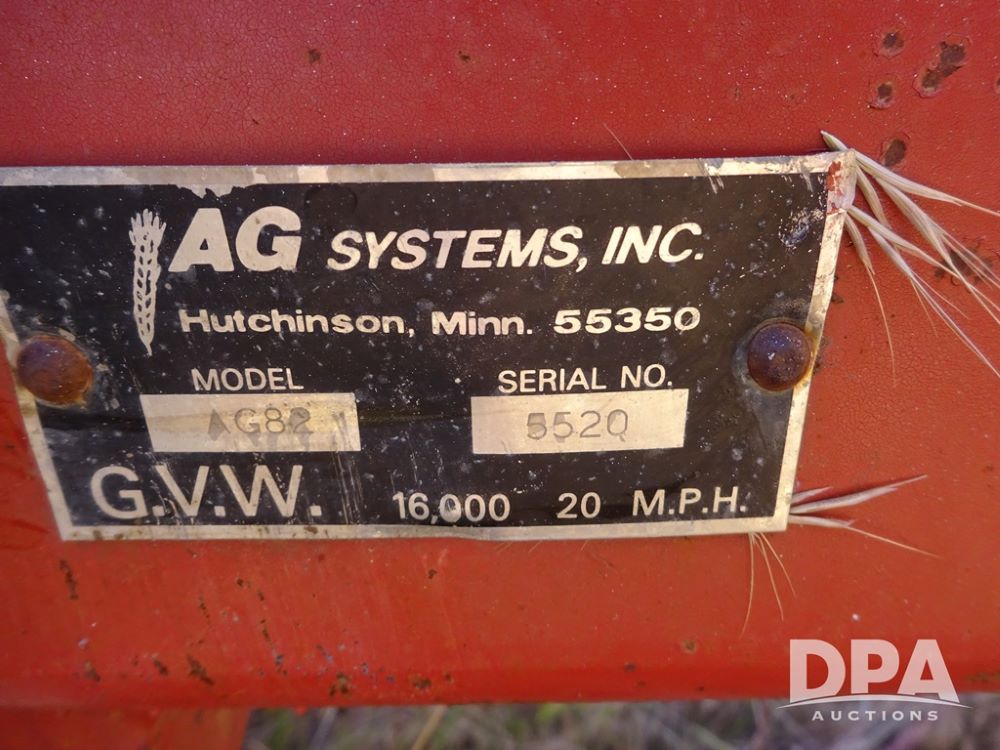 AG SYSTEMS, INC.
Hutchinson, Minn. 55350
MODEL SERIAL NO.
AG82 5520
G.V.W. 16,000 20 M.P.H.
DPA
AUCTIONS